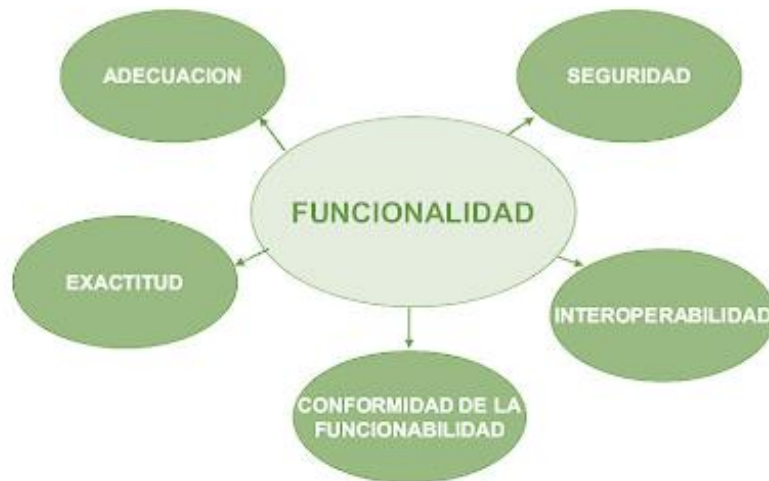 ADECUACION
SEGURIDAD
FUNCIONALIDAD
EXACTITUD
INTEROPERABILIDAD
CONFORMIDAD DE LA
FUNCIONABILIDAD